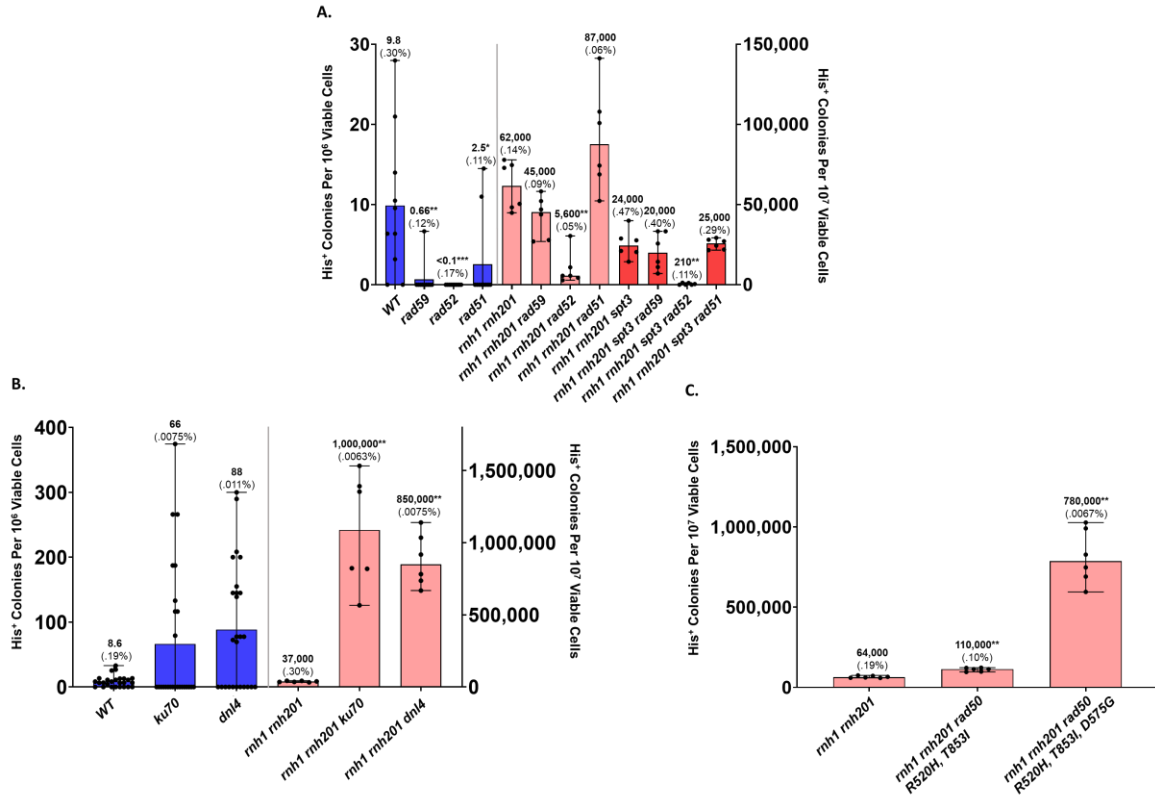 A.
His⁺ Colonies Per 10⁶ Viable Cells
30
20
10
0
9.8
(.30%)
0.66**
(.12%)
<0.1***
(.17%)
2.5*
(.11%)
62,000
(.14%)
45,000
(.09%)
5,600**
(.05%)
87,000
(.06%)
24,000
(.47%)
20,000
(.40%)
210**
(.11%)
25,000
(.29%)
150,000
100,000
50,000
0
His⁺ Colonies Per 10⁷ Viable Cells
WT
rad59
rad52
rad51
rnh1 rnh201
rnh1 rnh201 rad59
rnh1 rnh201 rad52
rnh1 rnh201 rad51
rnh1 rnh201 spt3
rnh1 rnh201 spt3 rad59
rnh1 rnh201 spt3 rad52
rnh1 rnh201 spt3 rad51
B.
His⁺ Colonies Per 10⁶ Viable Cells
400
300
200
100
0
8.6
(.19%)
66
(.0075%)
88
(.011%)
37,000
(.30%)
1,000,000**
(.0063%)
850,000**
(.0075%)
1,500,000
1,000,000
500,000
0
His⁺ Colonies Per 10⁷ Viable Cells
WT
ku70
dnl4
rnh1 rnh201
rnh1 rnh201 ku70
rnh1 rnh201 dnl4
C.
His⁺ Colonies Per 10⁷ Viable Cells
1,500,000
1,000,000
500,000
0
64,000
(.19%)
110,000**
(.10%)
780,000**
(.0067%)
rnh1 rnh201
rnh1 rnh201 rad50
R520H, T853I
rnh1 rnh201 rad50
R520H, T853I, D575G